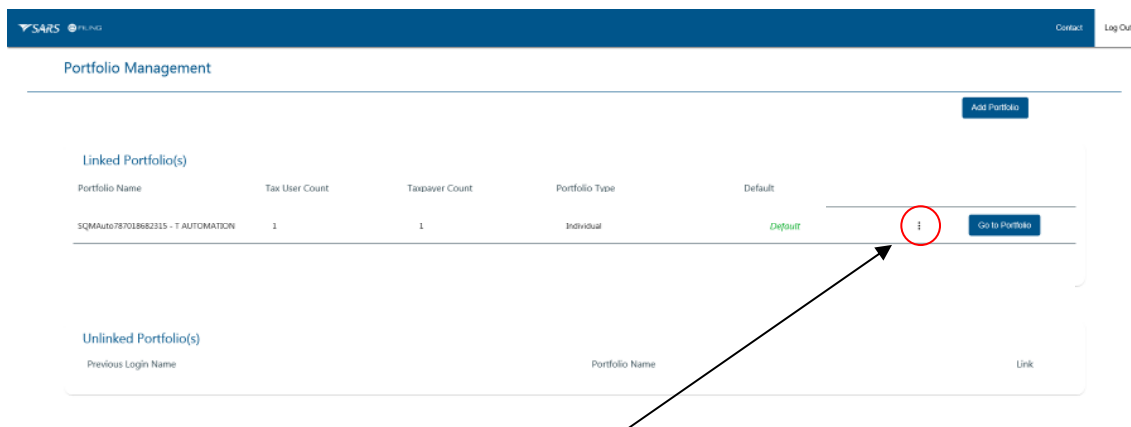 SARS eFILING Contact Log Out
Portfolio Management
Add Portfolio
Linked Portfolio(s)
Portfolio Name Tax User Count Taxpayer Count Portfolio Type Default
SQMAuto787018682315 - T AUTOMATION 1 1 Individual Default Go to Portfolio
Unlinked Portfolio(s)
Previous Login Name Portfolio Name Link